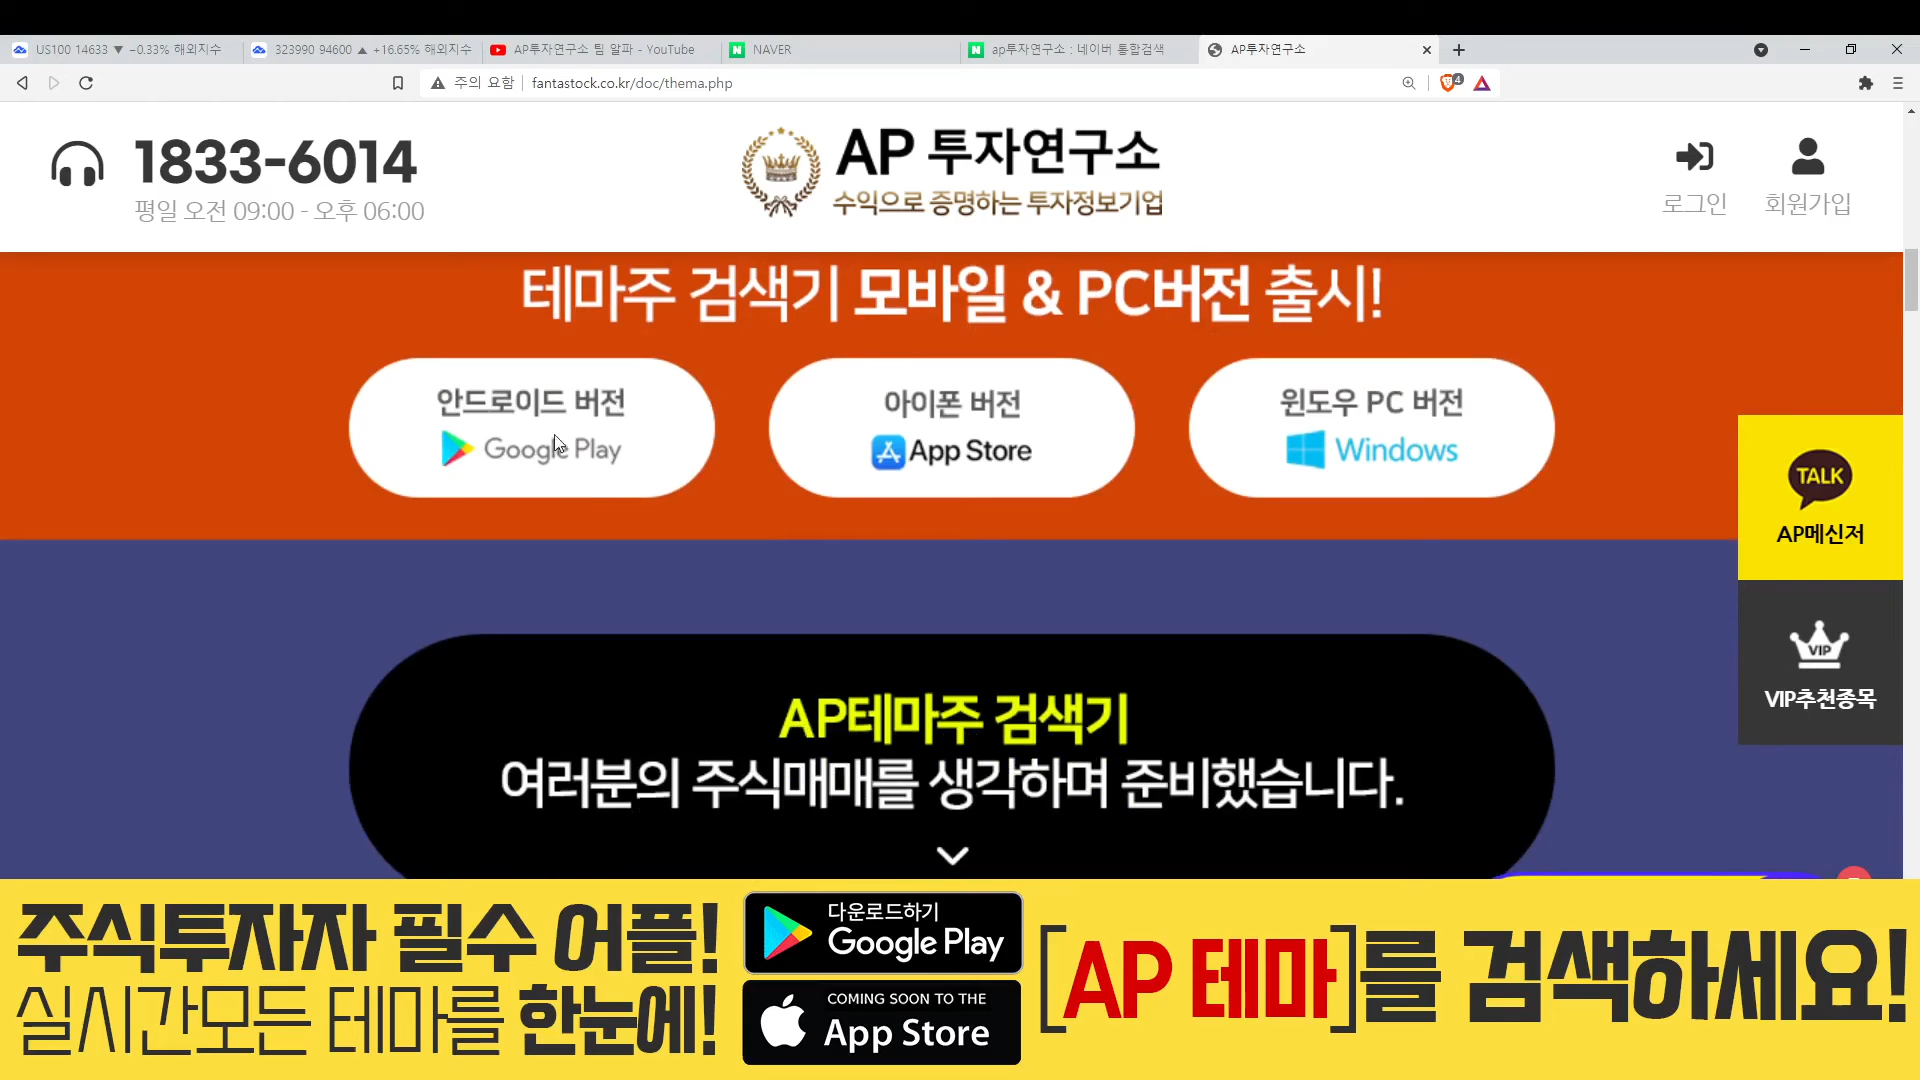 US100 14633 ▼ −0.33% 해외지수
323990 94600 ▲ +16.65% 해외지수
AP투자연구소 팀 알파 - YouTube
NAVER
ap투자연구소 : 네이버 통합검색
AP투자연구소
주의 요함
fantastock.co.kr/doc/thema.php
4
1833-6014
평일 오전 09:00 - 오후 06:00
AP 투자연구소
수익으로 증명하는 투자정보기업
로그인
회원가입
테마주 검색기 모바일 & PC버전 출시!
안드로이드 버전
Google Play
아이폰 버전
App Store
윈도우 PC 버전
Windows
TALK
AP메신저
VIP
VIP추천종목
AP테마주 검색기
여러분의 주식매매를 생각하며 준비했습니다.
주식투자자 필수 어플!
실시간모든 테마를 한눈에!
다운로드하기
Google Play
COMING SOON TO THE
App Store
[AP 테마]를 검색하세요!